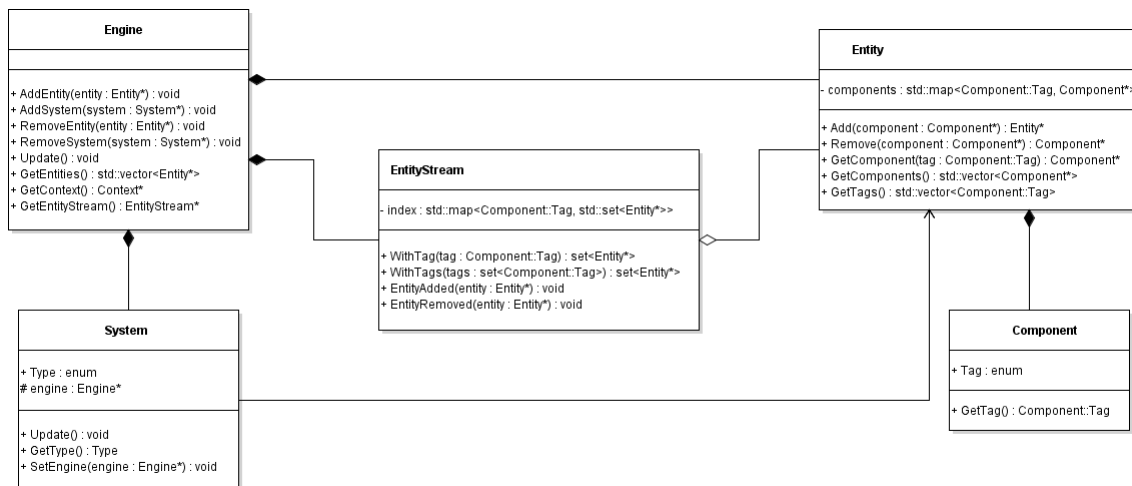 Engine
+ AddEntity(entity : Entity*) : void
+ AddSystem(system : System*) : void
+ RemoveEntity(entity : Entity*) : void
+ RemoveSystem(system : System*) : void
+ Update() : void
+ GetEntities() : std::vector<Entity*>
+ GetContext() : Context*
+ GetEntityStream() : EntityStream*
Entity
- components : std::map<Component::Tag, Component*>
+ Add(component : Component*) : Entity*
+ Remove(component : Component*) : Component*
+ GetComponent(tag : Component::Tag) : Component*
+ GetComponents() : std::vector<Component*>
+ GetTags() : std::vector<Component::Tag>
EntityStream
- index : std::map<Component::Tag, std::set<Entity*>>
+ WithTag(tag : Component::Tag) : set<Entity*>
+ WithTags(tags : set<Component::Tag>) : set<Entity*>
+ EntityAdded(entity : Entity*) : void
+ EntityRemoved(entity : Entity*) : void
System
+ Type : enum
# engine : Engine*
+ Update() : void
+ GetType() : Type
+ SetEngine(engine : Engine*) : void
Component
+ Tag : enum
+ GetTag() : Component::Tag